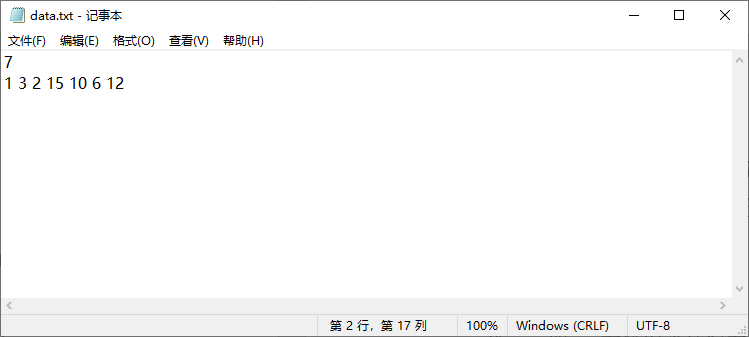 data.txt - 记事本
文件(F) 编辑(E) 格式(O) 查看(V) 帮助(H)
7
1 3 2 15 10 6 12
第 2 行，第 17 列 100% Windows (CRLF) UTF-8